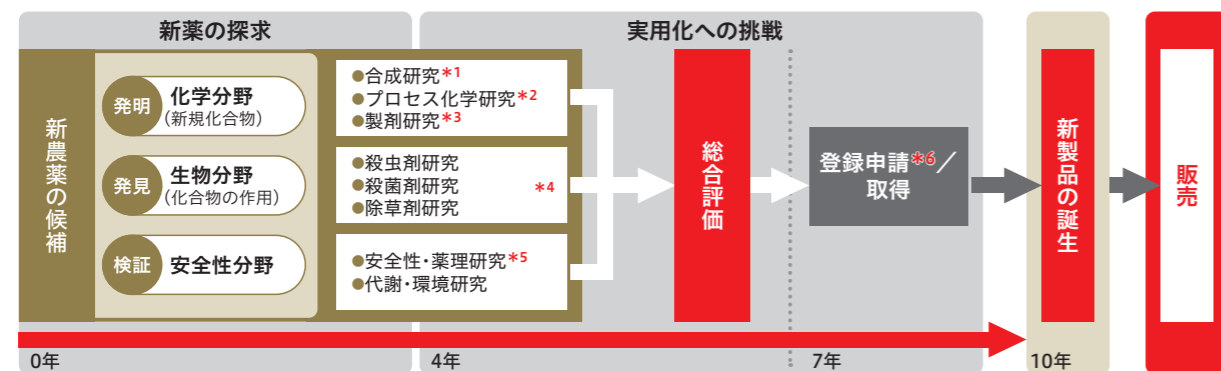 新薬の探求
実用化への挑戦
新農薬の候補
発明
化学分野
(新規化合物)
発見
生物分野
(化合物の作用)
検証
安全性分野
●合成研究*1
●プロセス化学研究*2
●製剤研究*3
●殺虫剤研究
●殺菌剤研究
●除草剤研究
*4
●安全性・薬理研究*5
●代謝・環境研究
総合評価
登録申請*6／
取得
新製品の誕生
販売
0年
4年
7年
10年